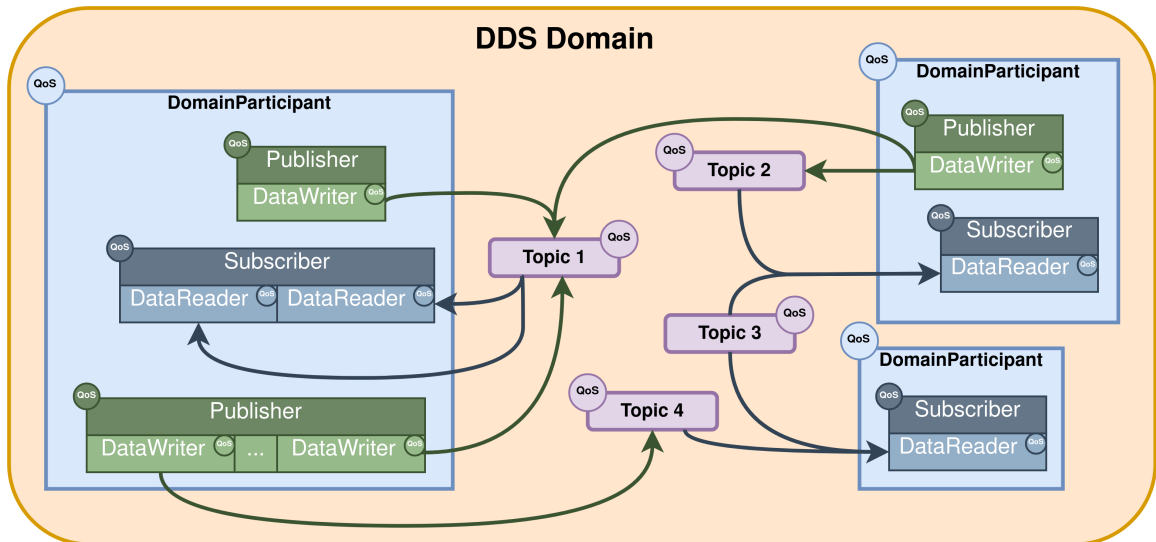 DDS Domain
QoS
DomainParticipant
QoS
Publisher
DataWriter
QoS
QoS
Subscriber
DataReader
QoS
DataReader
QoS
QoS
Publisher
DataWriter
QoS
...
DataWriter
QoS
Topic 1
QoS
QoS
Topic 2
Topic 3
QoS
QoS
Topic 4
QoS
DomainParticipant
QoS
Publisher
DataWriter
QoS
QoS
Subscriber
DataReader
QoS
QoS
DomainParticipant
QoS
Subscriber
DataReader
QoS